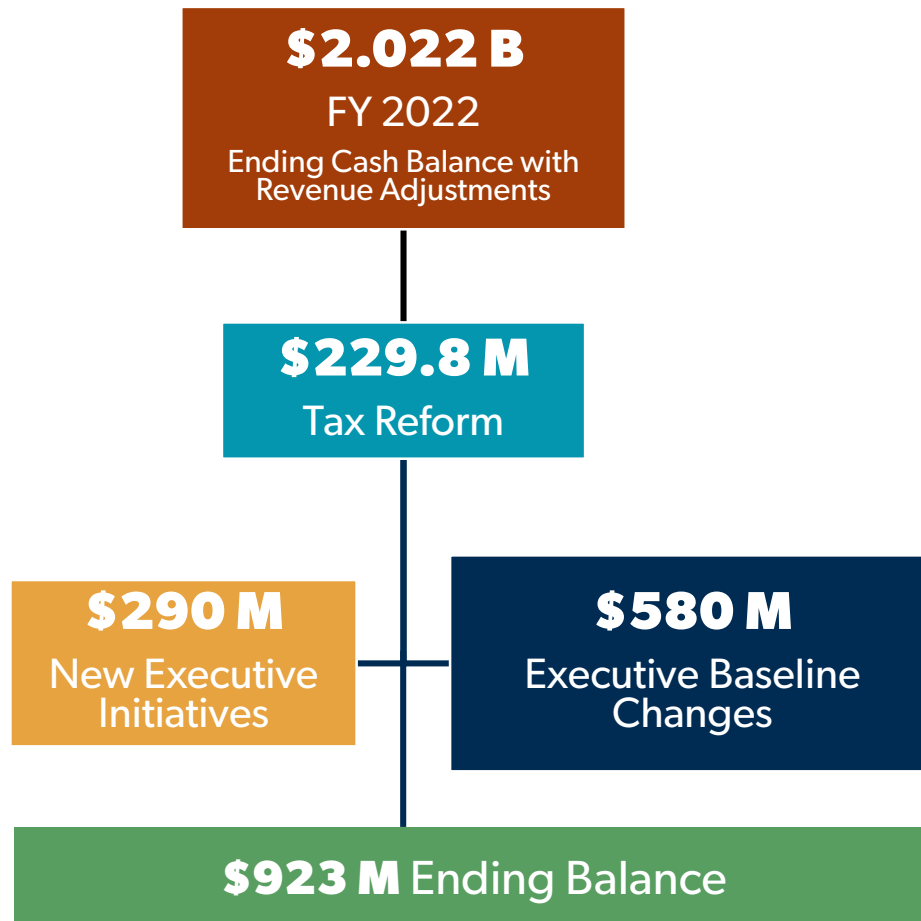 $2.022 B
FY 2022
Ending Cash Balance with
Revenue Adjustments
$229.8 M
Tax Reform
$290 M
New Executive
Initiatives
$580 M
Executive Baseline
Changes
$923 M Ending Balance